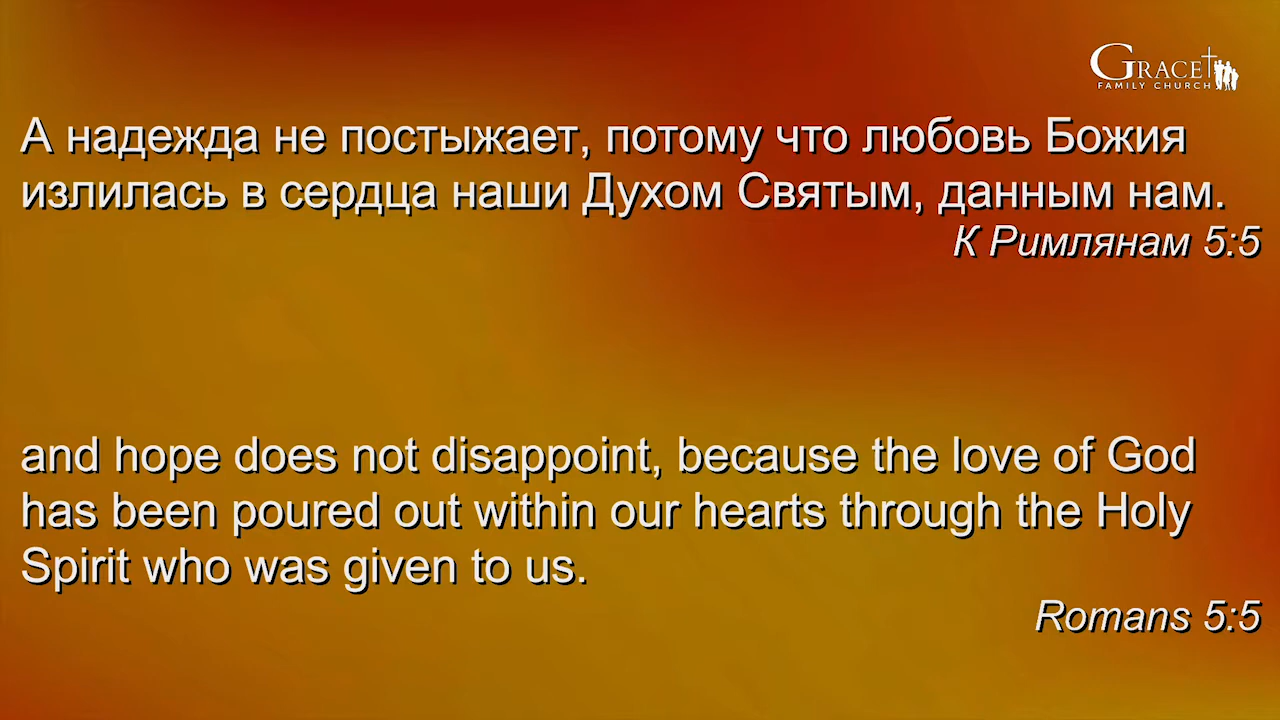 GRACE
FAMILY CHURCH
А надежда не постыжает, потому что любовь Божия
излилась в сердца наши Духом Святым, данным нам.
К Римлянам 5:5
and hope does not disappoint, because the love of God
has been poured out within our hearts through the Holy
Spirit who was given to us.
Romans 5:5